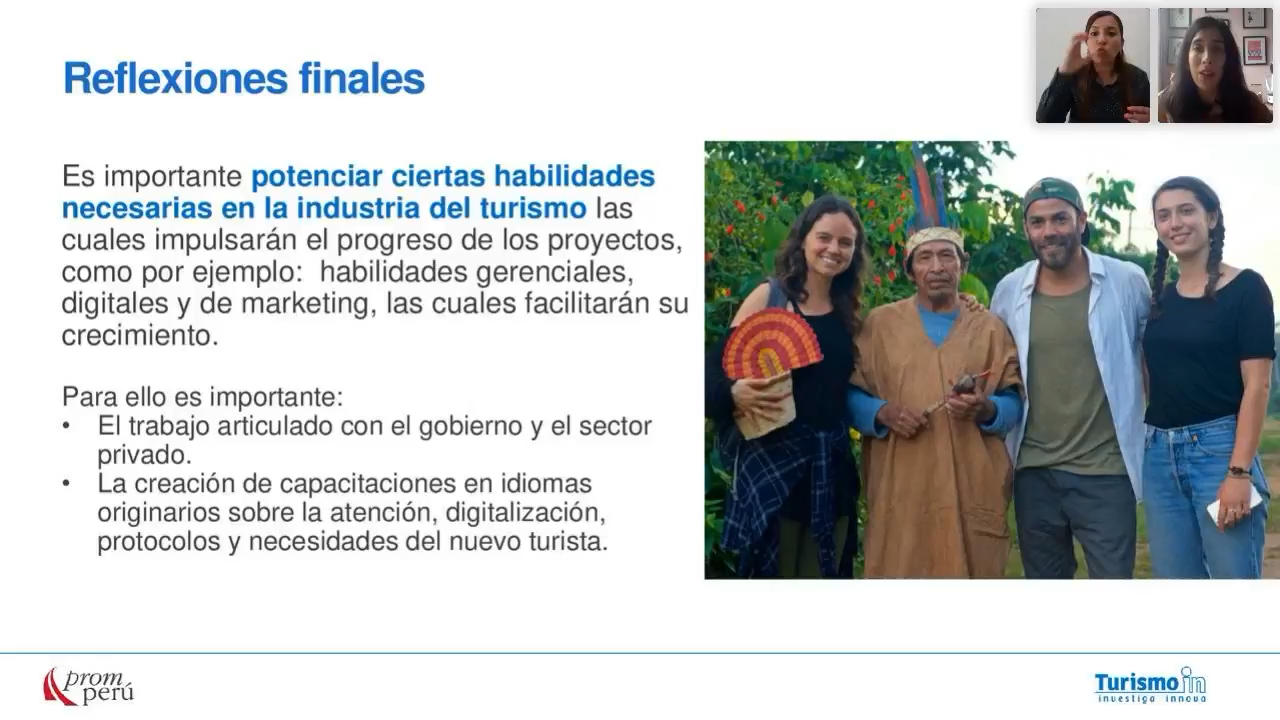 Reflexiones finales
Es importante potenciar ciertas habilidades
necesarias en la industria del turismo las
cuales impulsarán el progreso de los proyectos,
como por ejemplo:  habilidades gerenciales,
digitales y de marketing, las cuales facilitarán su
crecimiento.
Para ello es importante:
• El trabajo articulado con el gobierno y el sector
privado.
• La creación de capacitaciones en idiomas
originarios sobre la atención, digitalización,
protocolos y necesidades del nuevo turista.
prom
perú
Turismo in
investiga innova